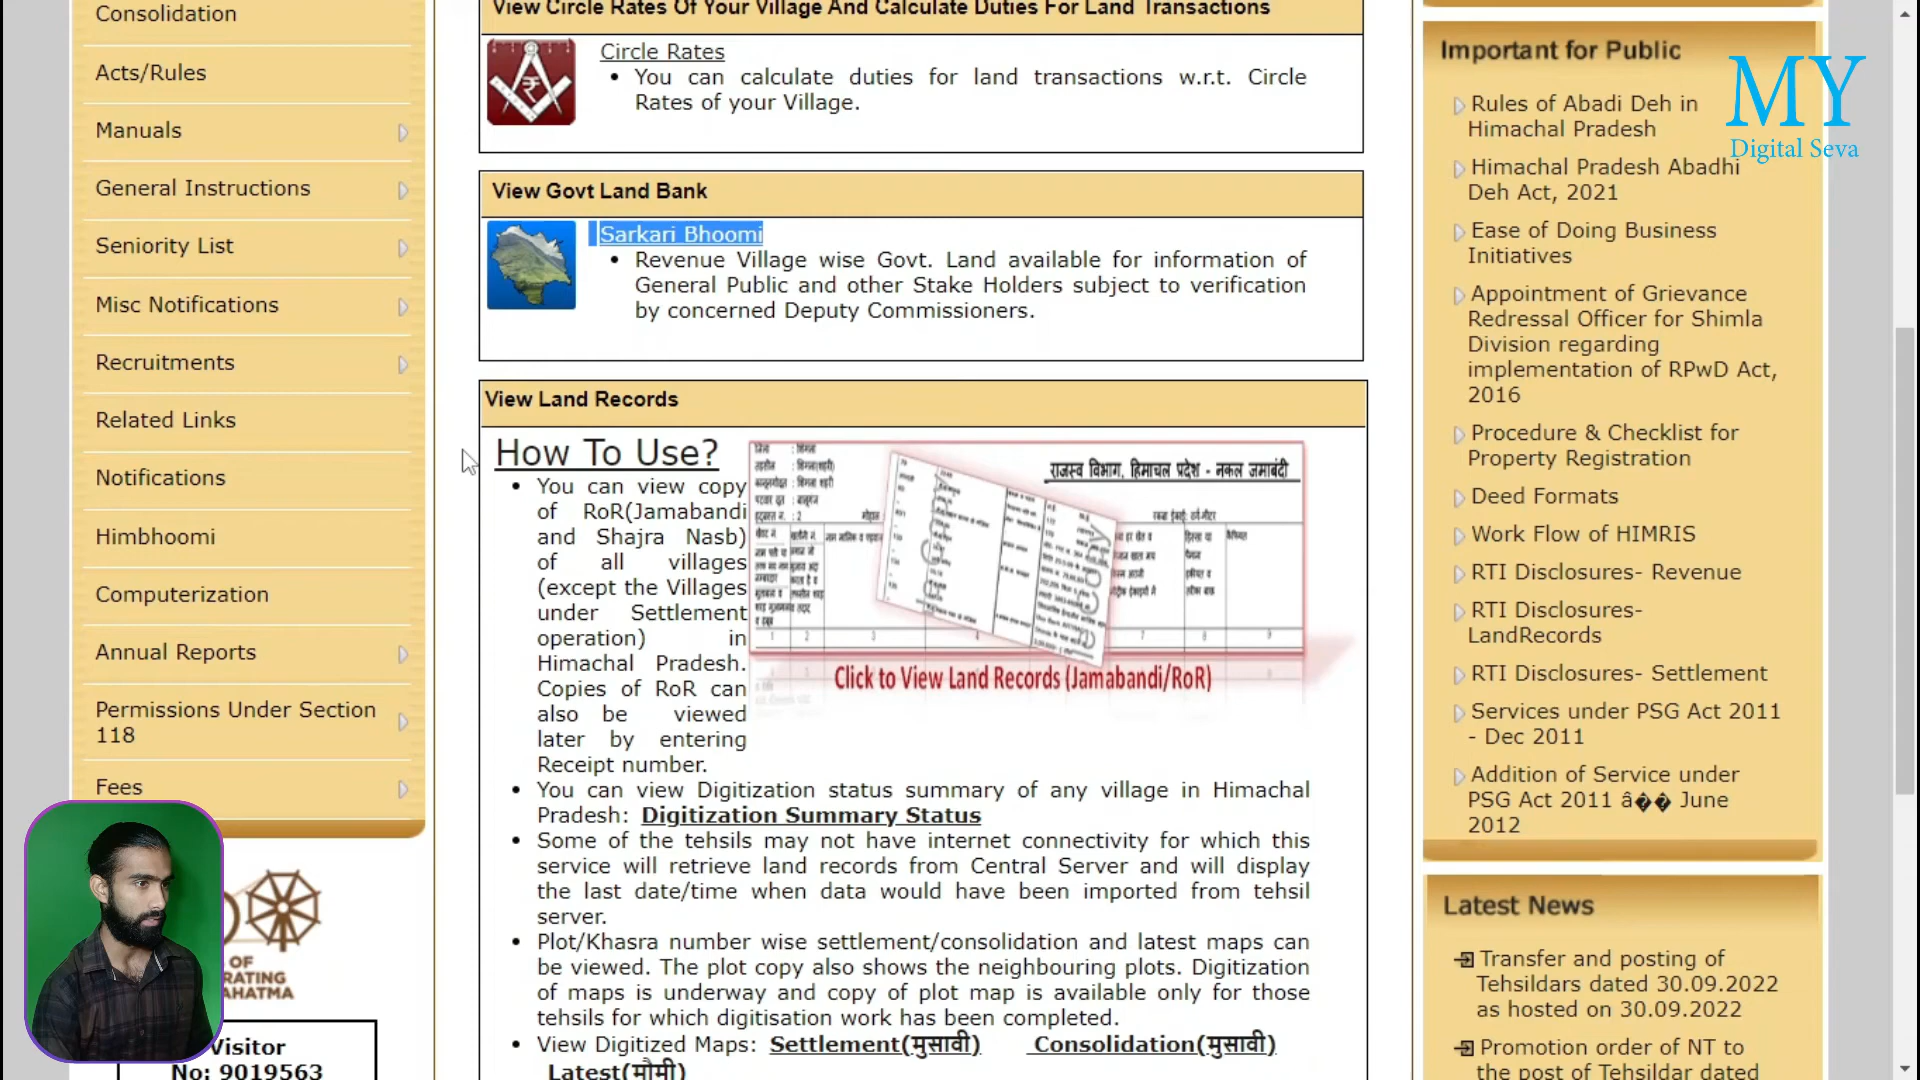 Consolidation
Acts/Rules
Manuals
General Instructions
Seniority List
Misc Notifications
Recruitments
Related Links
Notifications
Himbhoomi
Computerization
Annual Reports
Permissions Under Section
118
Fees
OF
RATING
AHATMA
Visitor
No: 9019563
View Circle Rates Of Your Village And Calculate Duties For Land Transactions
Circle Rates
• You can calculate duties for land transactions w.r.t. Circle
Rates of your Village.
View Govt Land Bank
Sarkari Bhoomi
• Revenue Village wise Govt. Land available for information of
General Public and other Stake Holders subject to verification
by concerned Deputy Commissioners.
View Land Records
How To Use?
• You can view copy
of RoR(Jamabandi
and Shajra Nasb)
of all villages
(except the Villages
under Settlement
operation) in
Himachal Pradesh.
Copies of RoR can
also be viewed
later by entering
Receipt number.
राजस्व विभाग, हिमाचल प्रदेश - नकल जमाबंदी
Click to View Land Records (Jamabandi/RoR)
• You can view Digitization status summary of any village in Himachal
Pradesh: Digitization Summary Status
• Some of the tehsils may not have internet connectivity for which this
service will retrieve land records from Central Server and will display
the last date/time when data would have been imported from tehsil
server.
• Plot/Khasra number wise settlement/consolidation and latest maps can
be viewed. The plot copy also shows the neighbouring plots. Digitization
of maps is underway and copy of plot map is available only for those
tehsils for which digitisation work has been completed.
• View Digitized Maps: Settlement(मुसावी) Consolidation(मुसावी)
Latest(मौमी)
Important for Public
Rules of Abadi Deh in
Himachal Pradesh
Himachal Pradesh Abadhi
Deh Act, 2021
Ease of Doing Business
Initiatives
Appointment of Grievance
Redressal Officer for Shimla
Division regarding
implementation of RPwD Act,
2016
Procedure & Checklist for
Property Registration
Deed Formats
Work Flow of HIMRIS
RTI Disclosures- Revenue
RTI Disclosures-
LandRecords
RTI Disclosures- Settlement
Services under PSG Act 2011
- Dec 2011
Addition of Service under
PSG Act 2011 â�� June
2012
Latest News
Transfer and posting of
Tehsildars dated 30.09.2022
as hosted on 30.09.2022
Promotion order of NT to
the post of Tehsildar dated
MY
Digital Seva